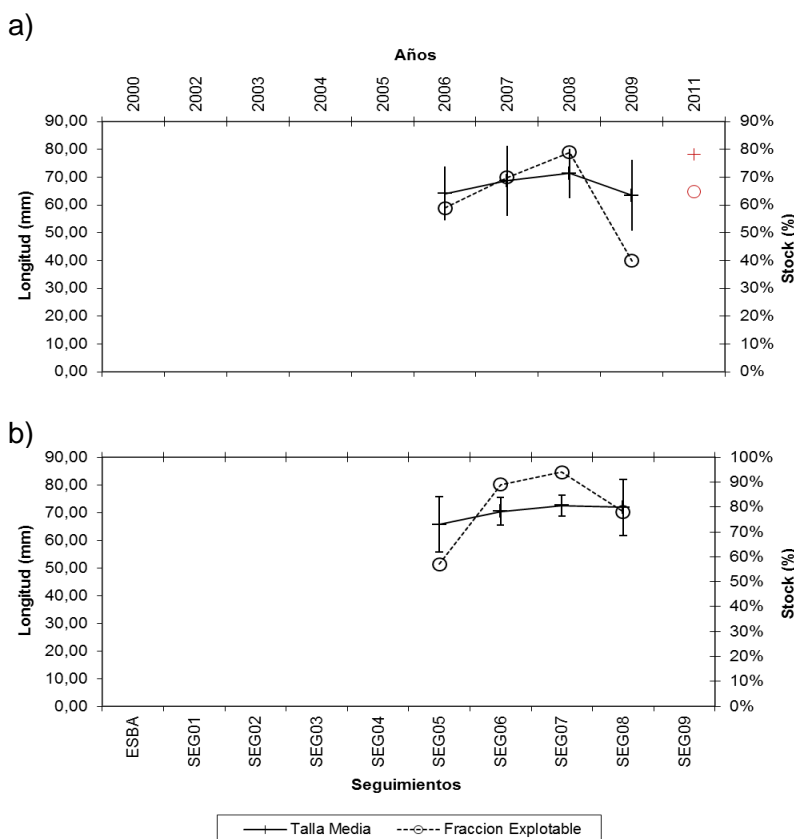 a)
Años
2000 2002 2003 2004 2005 2006 2007 2008 2009 2011
Longitud (mm)
90,00 90%
80,00 80%
70,00 70%
60,00 60%
50,00 50%
40,00 40%
30,00 30%
20,00 20%
10,00 10%
0,00 0%
Stock (%)
b)
Longitud (mm)
90,00 100%
80,00 90%
70,00 80%
60,00 70%
50,00 60%
40,00 50%
30,00 40%
20,00 30%
10,00 20%
0,00 10%
0%
Stock (%)
ESBA SEG01 SEG02 SEG03 SEG04 SEG05 SEG06 SEG07 SEG08 SEG09
Seguimientos
Talla Media Fraccion Explotable